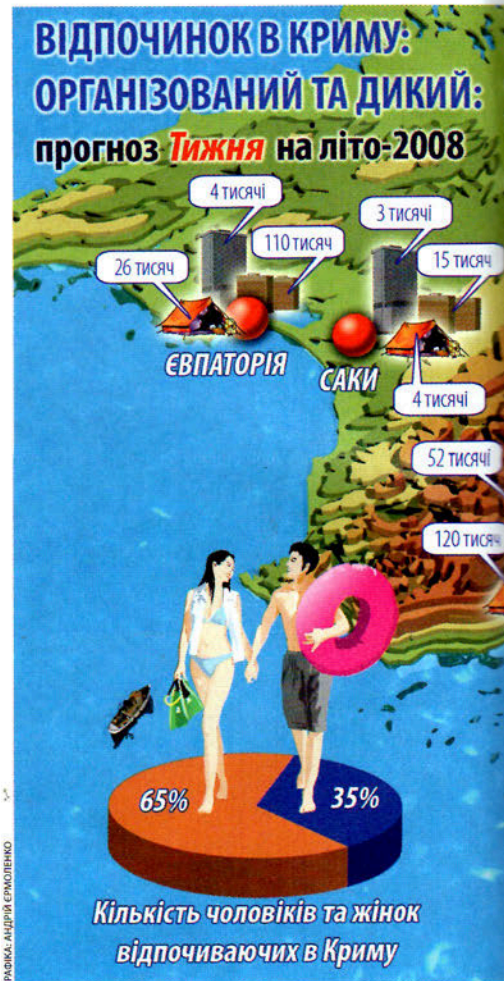 ВІДПОЧИНОК В КРИМУ:
ОРГАНІЗОВАНИЙ ТА ДИКИЙ:
прогноз Тижня на літо-2008
4 тисячі
3 тисячі
110 тисяч
15 тисяч
26 тисяч
ЄВПАТОРІЯ
САКИ
4 тисячі
52 тисячі
120 тисяч
65%
35%
Кількість чоловіків та жінок
відпочиваючих в Криму
РАФІКА: АНДРІЙ ЄРМОЛЕНКО